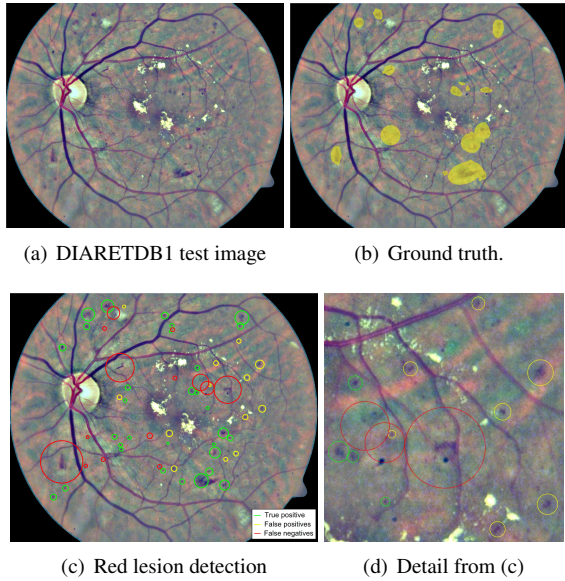 (a) DIARETDB1 test image
(b) Ground truth.
True positive
False positives
False negatives
(c) Red lesion detection
(d) Detail from (c)